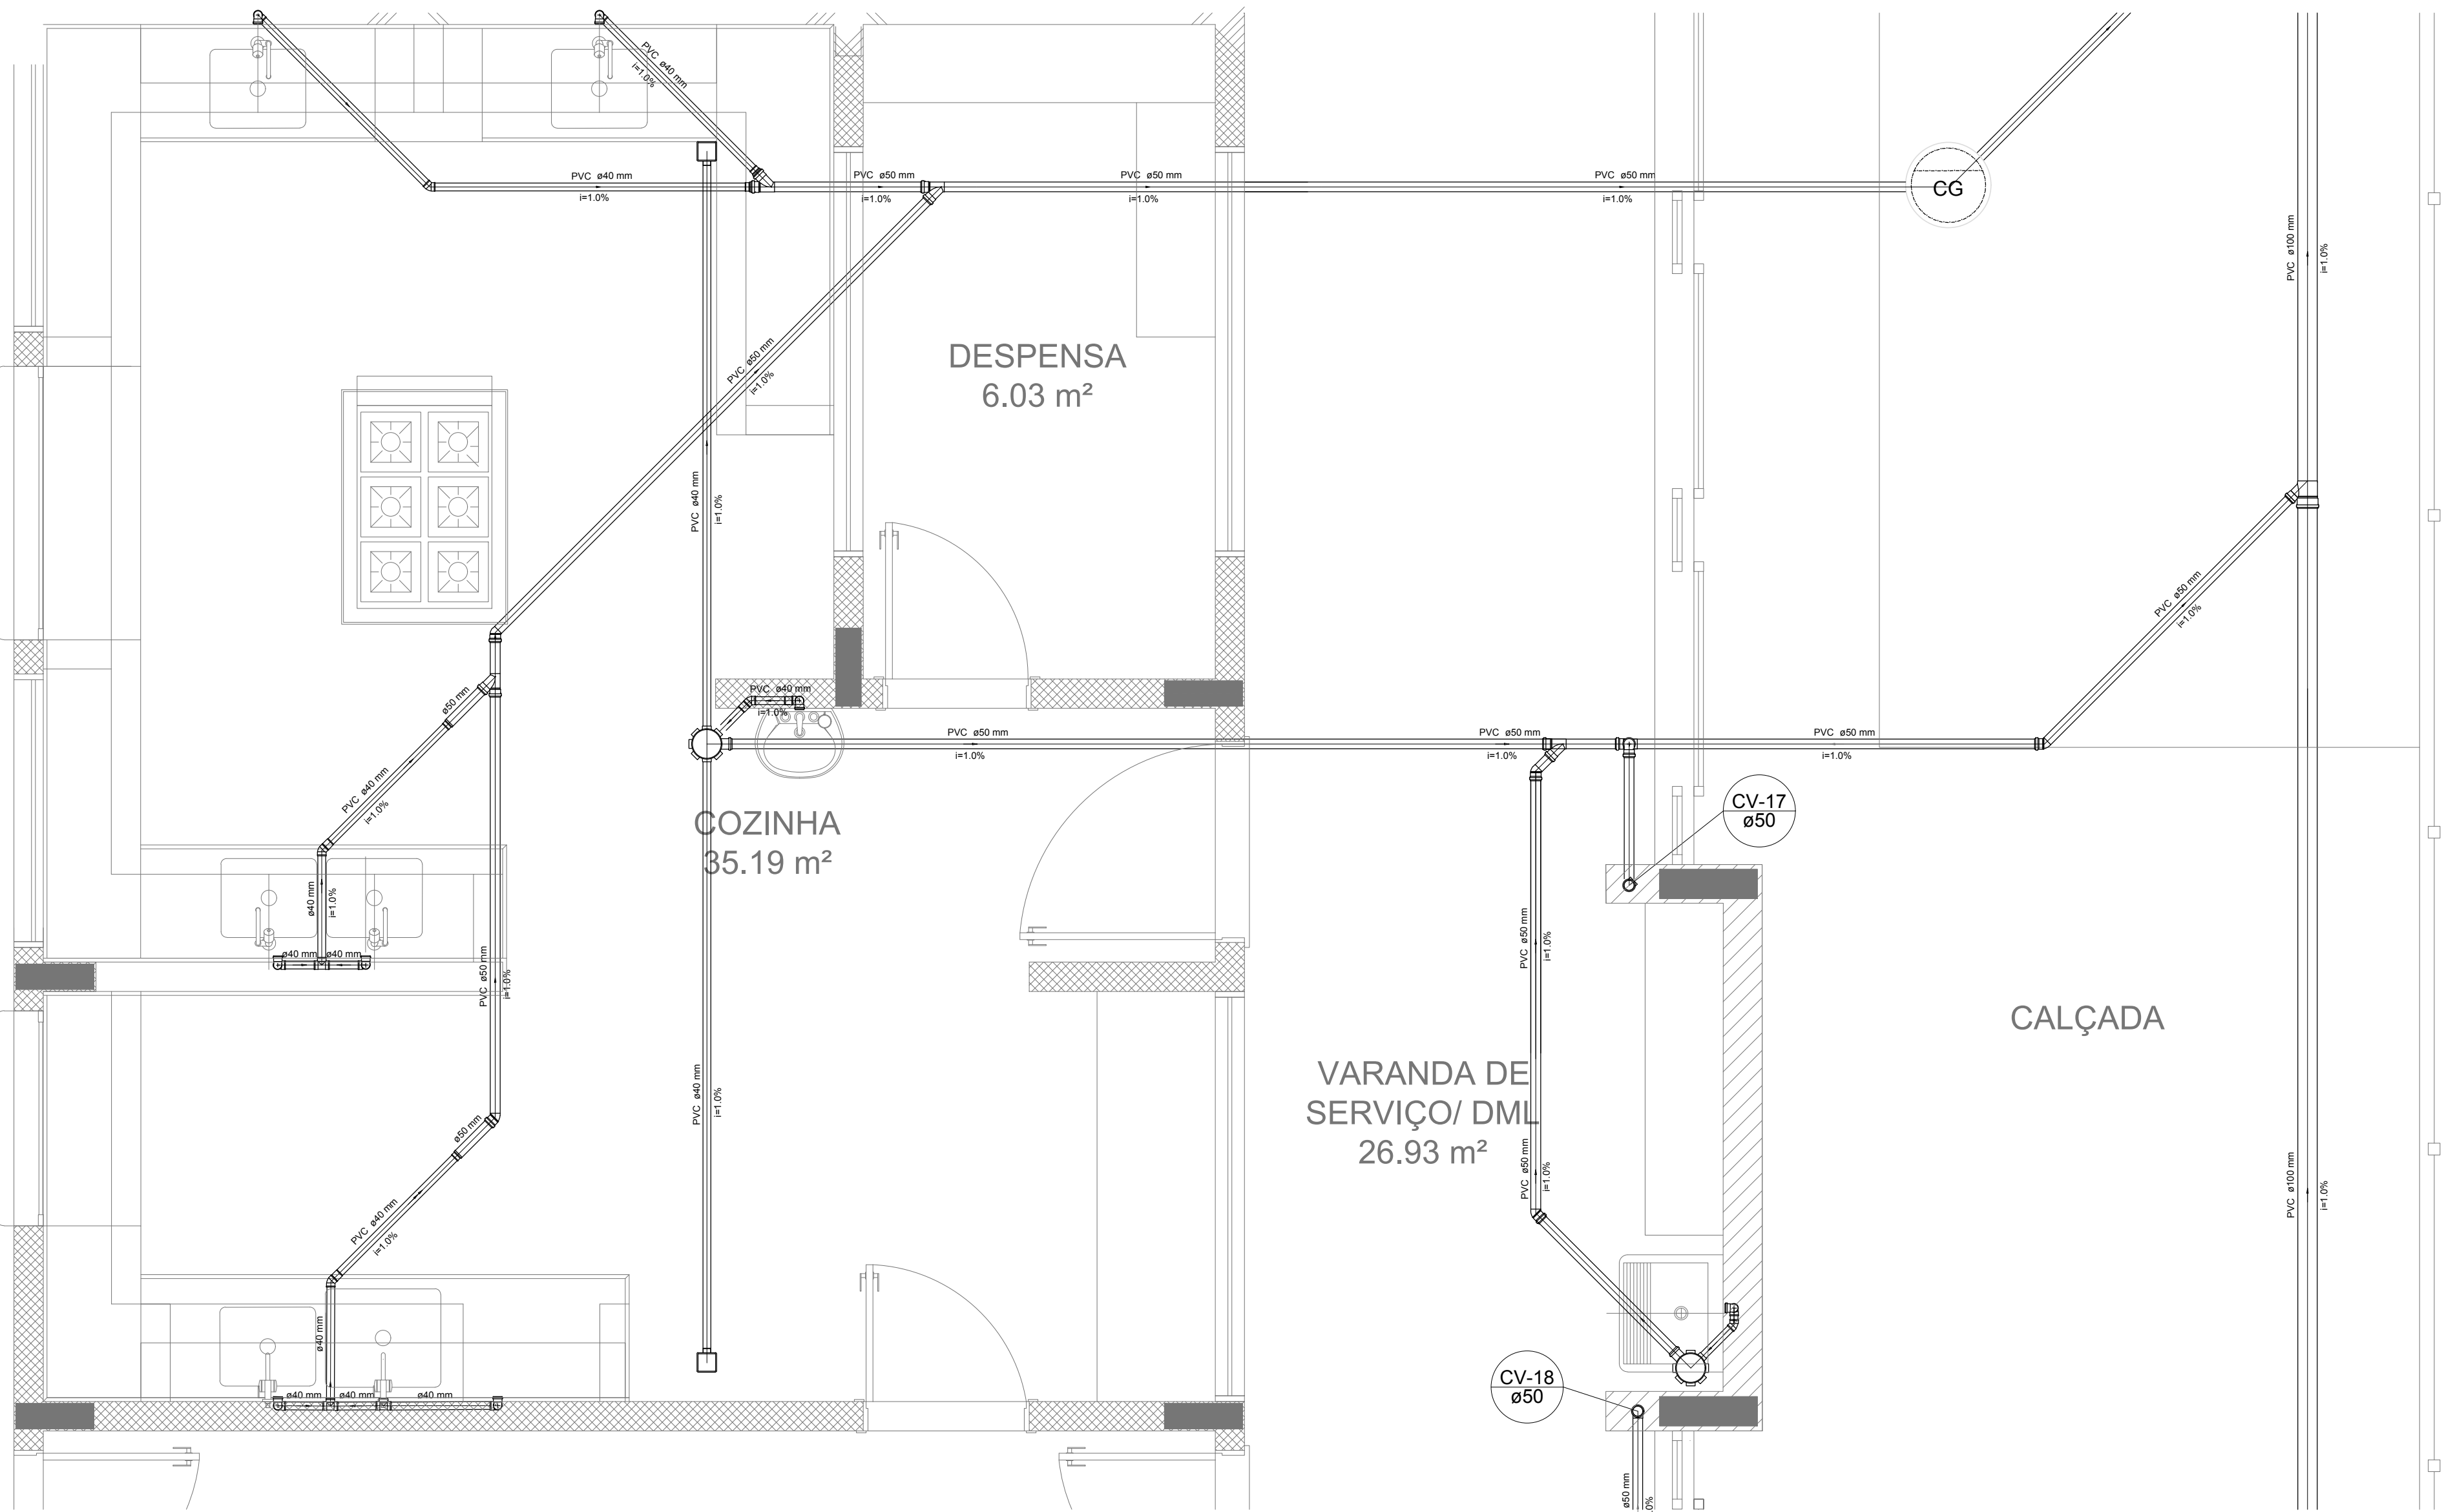 PVC ø40 mm
i=1.0%
PVC ø40 mm
i=1.0%
PVC ø50 mm
i=1.0%
PVC ø50 mm
i=1.0%
PVC ø50 mm
i=1.0%
CG
PVC ø100 mm
i=1.0%
PVC ø50 mm
i=1.0%
DESPENSA
6.03 m²
PVC ø40 mm
i=1.0%
PVC ø50 mm
i=1.0%
ø50 mm
PVC ø40 mm
i=1.0%
PVC ø50 mm
i=1.0%
PVC ø50 mm
i=1.0%
PVC ø50 mm
i=1.0%
PVC ø40 mm
i=1.0%
CV-17
ø50
COZINHA
35.19 m²
ø40 mm
i=1.0%
ø40 mm
ø40 mm
PVC ø50 mm
i=1.0%
PVC ø50 mm
i=1.0%
CALÇADA
VARANDA DE
SERVIÇO/ DML
26.93 m²
PVC ø40 mm
i=1.0%
ø50 mm
PVC ø50 mm
i=1.0%
PVC ø100 mm
i=1.0%
PVC ø40 mm
i=1.0%
ø40 mm
ø40 mm
ø40 mm
ø40 mm
CV-18
ø50
ø50 mm
0%